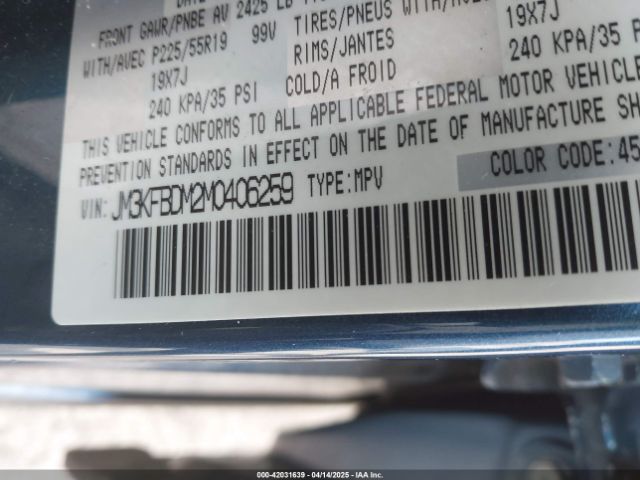 FRONT GAWR/PNBE AV 2425 LB
WITH/AVEC P225/55R19 99V
19X7J
240 KPA/35 PSI
TIRES/PNEUS WITH/AVEC
RIMS/JANTES
COLD/A FROID
19X7J
240 KPA/35
THIS VEHICLE CONFORMS TO ALL APPLICABLE FEDERAL MOTOR VEHICLE
PREVENTION STANDARDS IN EFFECT ON THE DATE OF MANUFACTURE SH
COLOR CODE:45
VIN: JM3KFBDM2M0406259 TYPE:MPV
000-42031639 - 04/14/2025 - IAA Inc.